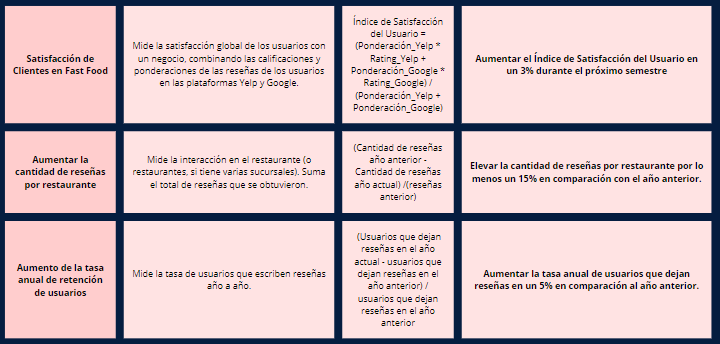 Satisfacción de
Clientes en Fast Food
Mide la satisfacción global de los usuarios con
un negocio, combinando las calificaciones y
ponderaciones de las reseñas de los usuarios
en las plataformas Yelp y Google.
Índice de Satisfacción
del Usuario =
(Ponderación_Yelp *
Rating_Yelp +
Ponderación_Google *
Rating_Google) /
(Ponderación_Yelp +
Ponderación_Google)
Aumentar el Índice de Satisfacción del Usuario en
un 3% durante el próximo semestre
Aumentar la
cantidad de reseñas
por restaurante
Mide la interacción en el restaurante (o
restaurantes, si tiene varias sucursales). Suma
el total de reseñas que se obtuvieron.
(Cantidad de reseñas
año anterior -
Cantidad de reseñas
año actual) /(reseñas
anterior)
Elevar la cantidad de reseñas por restaurante por lo
menos un 15% en comparación con el año anterior.
Aumento de la tasa
anual de retención
de usuarios
Mide la tasa de usuarios que escriben reseñas
año a año.
(Usuarios que dejan
reseñas en el año
actual - usuarios que
dejan reseñas en el
año anterior) /
usuarios que dejan
reseñas en el año
anterior
Aumentar la tasa anual de usuarios que dejan
reseñas en un 5% en comparación al año anterior.